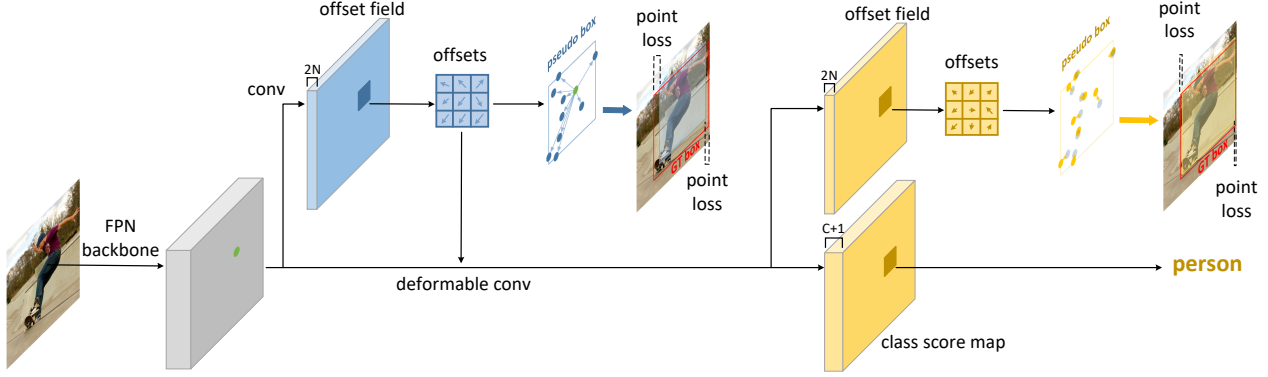 offset field
2N
conv
offsets
pseudo box
point
loss
GT box
point
loss
offset field
2N
offsets
pseudo box
point
loss
GT box
point
loss
FPN
backbone
deformable conv
C+1
class score map
person